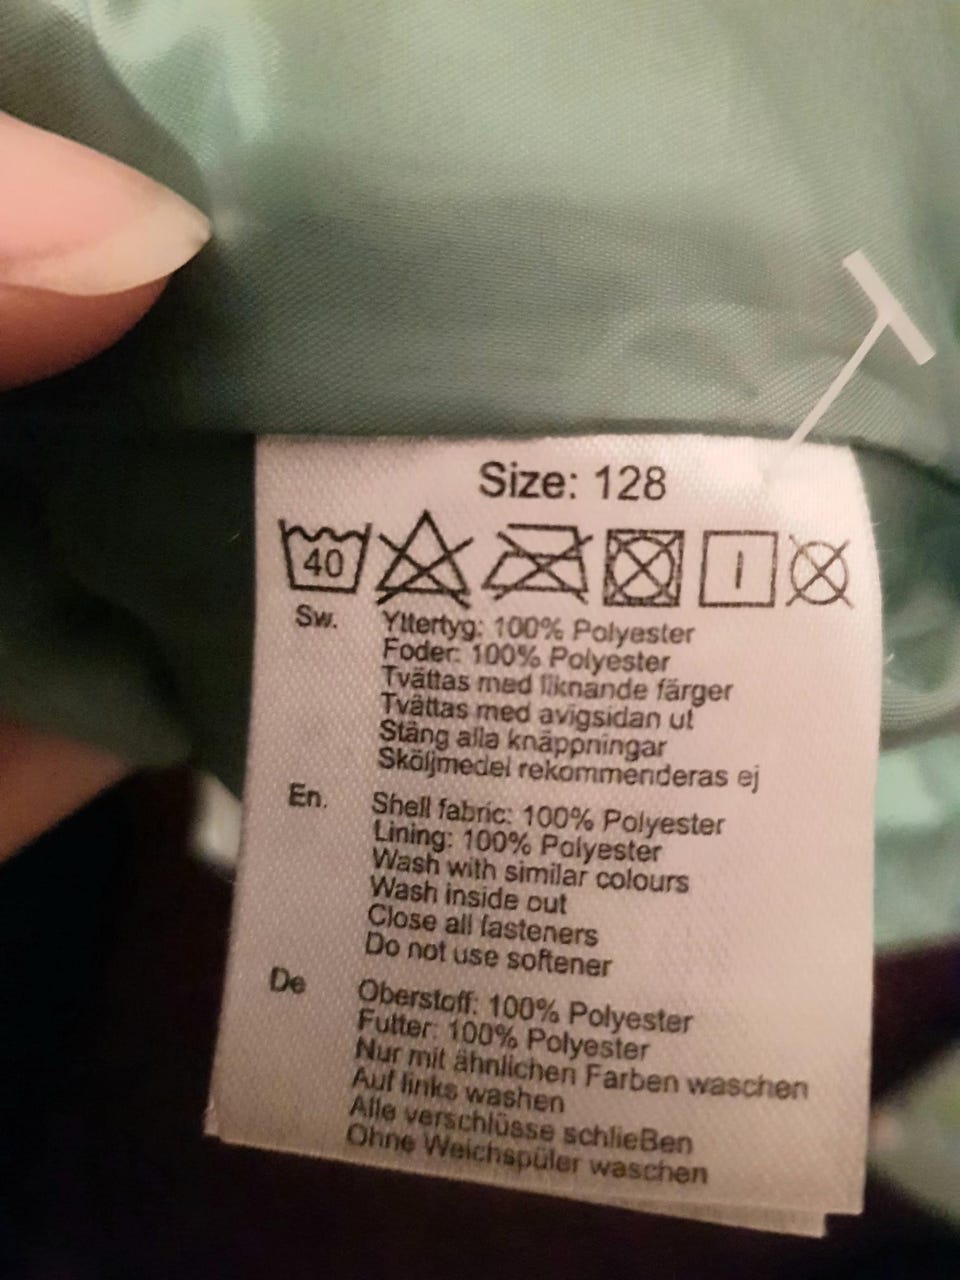 Size: 128
40
Sw.
Yttertyg: 100% Polyester
Foder: 100% Polyester
Tvättas med liknande färger
Tvättas med avigsidan ut
Stäng alla knäppningar
Sköljmedel rekommenderas ej
En.
Shell fabric: 100% Polyester
Lining: 100% Polyester
Wash with similar colours
Wash inside out
Close all fasteners
Do not use softener
De
Oberstoff: 100% Polyester
Futter: 100% Polyester
Nur mit ähnlichen Farben waschen
Auf links washen
Alle verschlüsse schließen
Ohne Weichspüler waschen